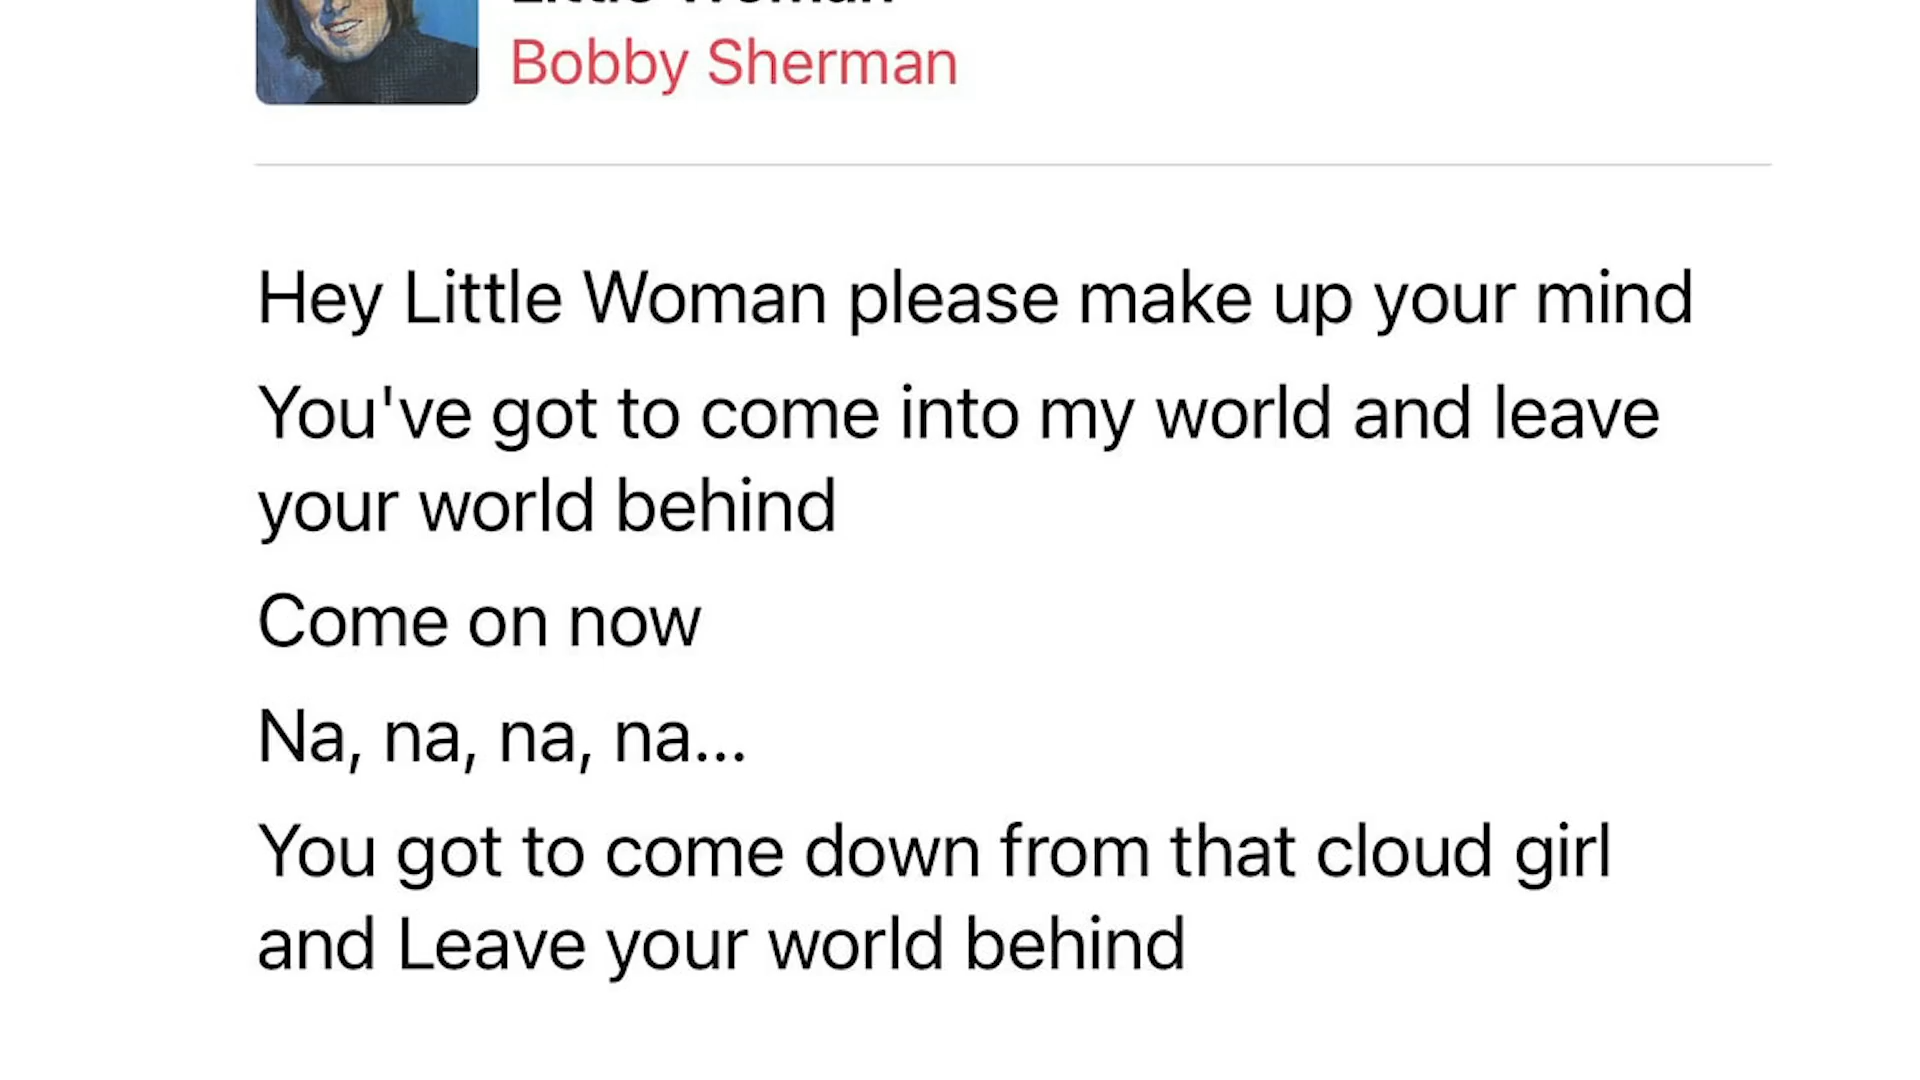 Little Woman
Bobby Sherman
Hey Little Woman please make up your mind
You've got to come into my world and leave
your world behind
Come on now
Na, na, na, na...
You got to come down from that cloud girl
and Leave your world behind